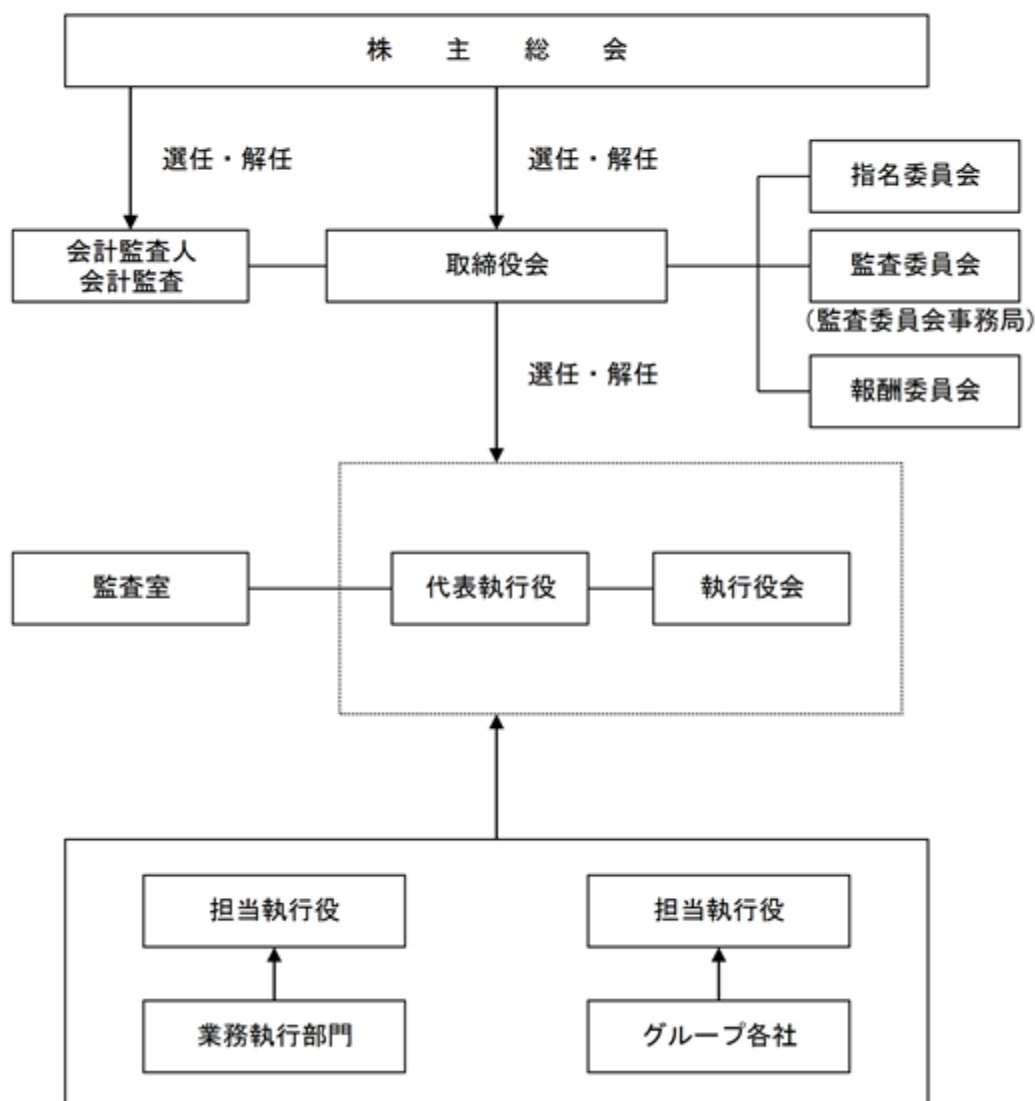 株主総会
選任・解任
選任・解任
指名委員会
会計監査人
会計監査
取締役会
監査委員会
(監査委員会事務局)
選任・解任
報酬委員会
監査室
代表執行役
執行役会
担当執行役
担当執行役
業務執行部門
グループ各社